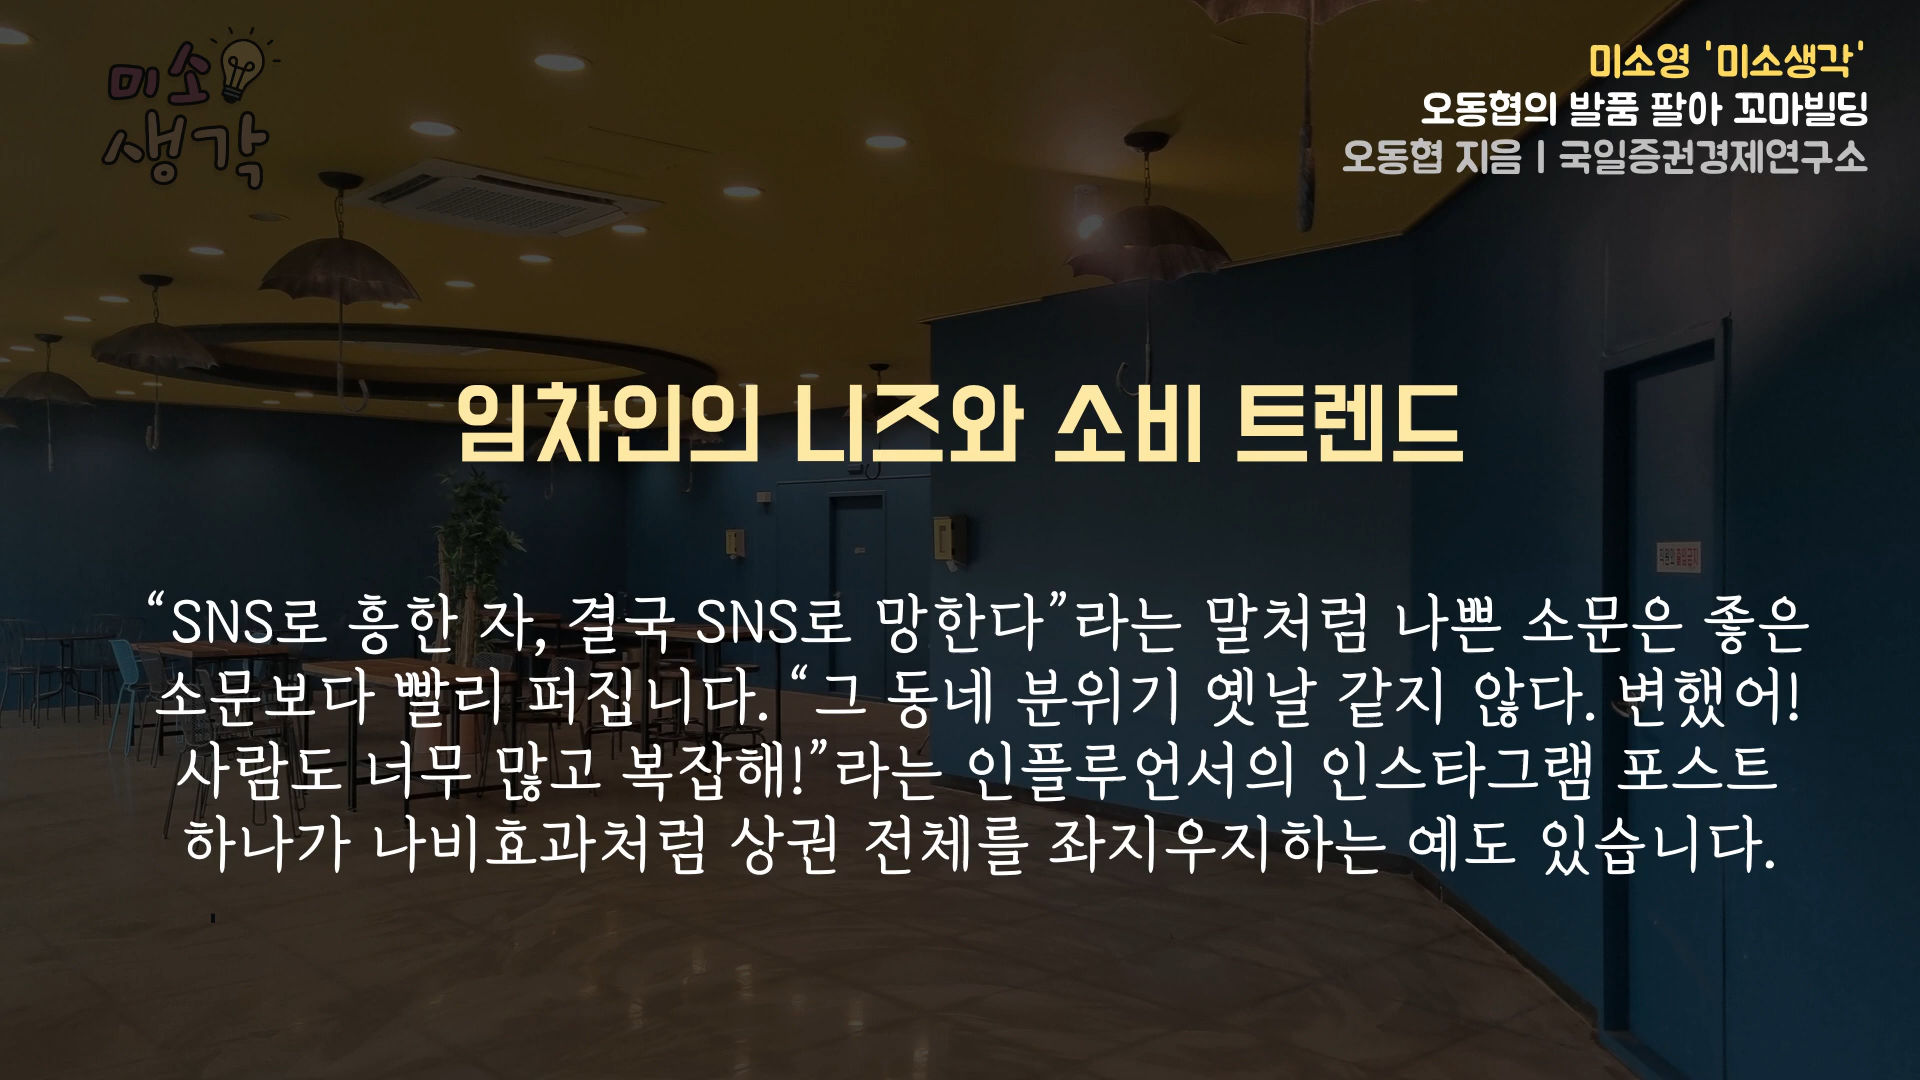 미소
생각
미소영 '미소생각'
오동협의 발품 팔아 꼬마빌딩
오동협 지음 | 국일증권경제연구소
임차인의 니즈와 소비 트렌드
“SNS로 흥한 자, 결국 SNS로 망한다”라는 말처럼 나쁜 소문은 좋은
소문보다 빨리 퍼집니다. “그 동네 분위기 옛날 같지 않다. 변했어!
사람도 너무 많고 복잡해!”라는 인플루언서의 인스타그램 포스트
하나가 나비효과처럼 상권 전체를 좌지우지하는 예도 있습니다.